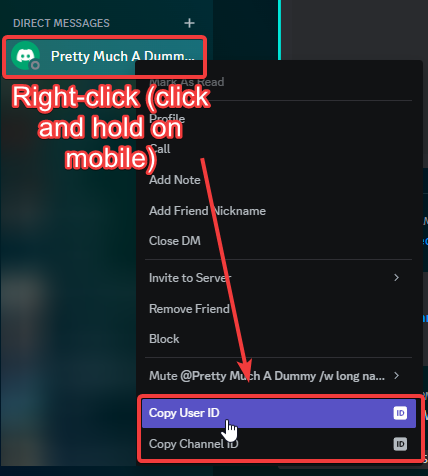 DIRECT MESSAGES +
Pretty Much A Dumm...
Mark As Read
Right-click (click
and hold on
mobile)
Profile
Call
Add Note
Add Friend Nickname
Close DM
Invite to Server
Remove Friend
Block
Mute @Pretty Much A Dummy /w long na...
Copy User ID ID
Copy Channel ID ID